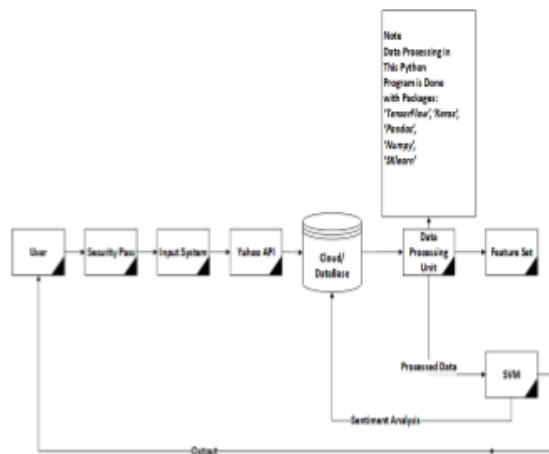 Note
Data Processing in
This Python
Program is Done
with Packages:
'TensorFlow', 'Keras',
'Pandas',
'Numpy',
'SKlearn'
User
Security Pass
Input System
Yahoo API
Cloud/
DataBase
Data
Processing
Unit
Feature Set
Processed Data
SVM
Sentiment Analysis
Output